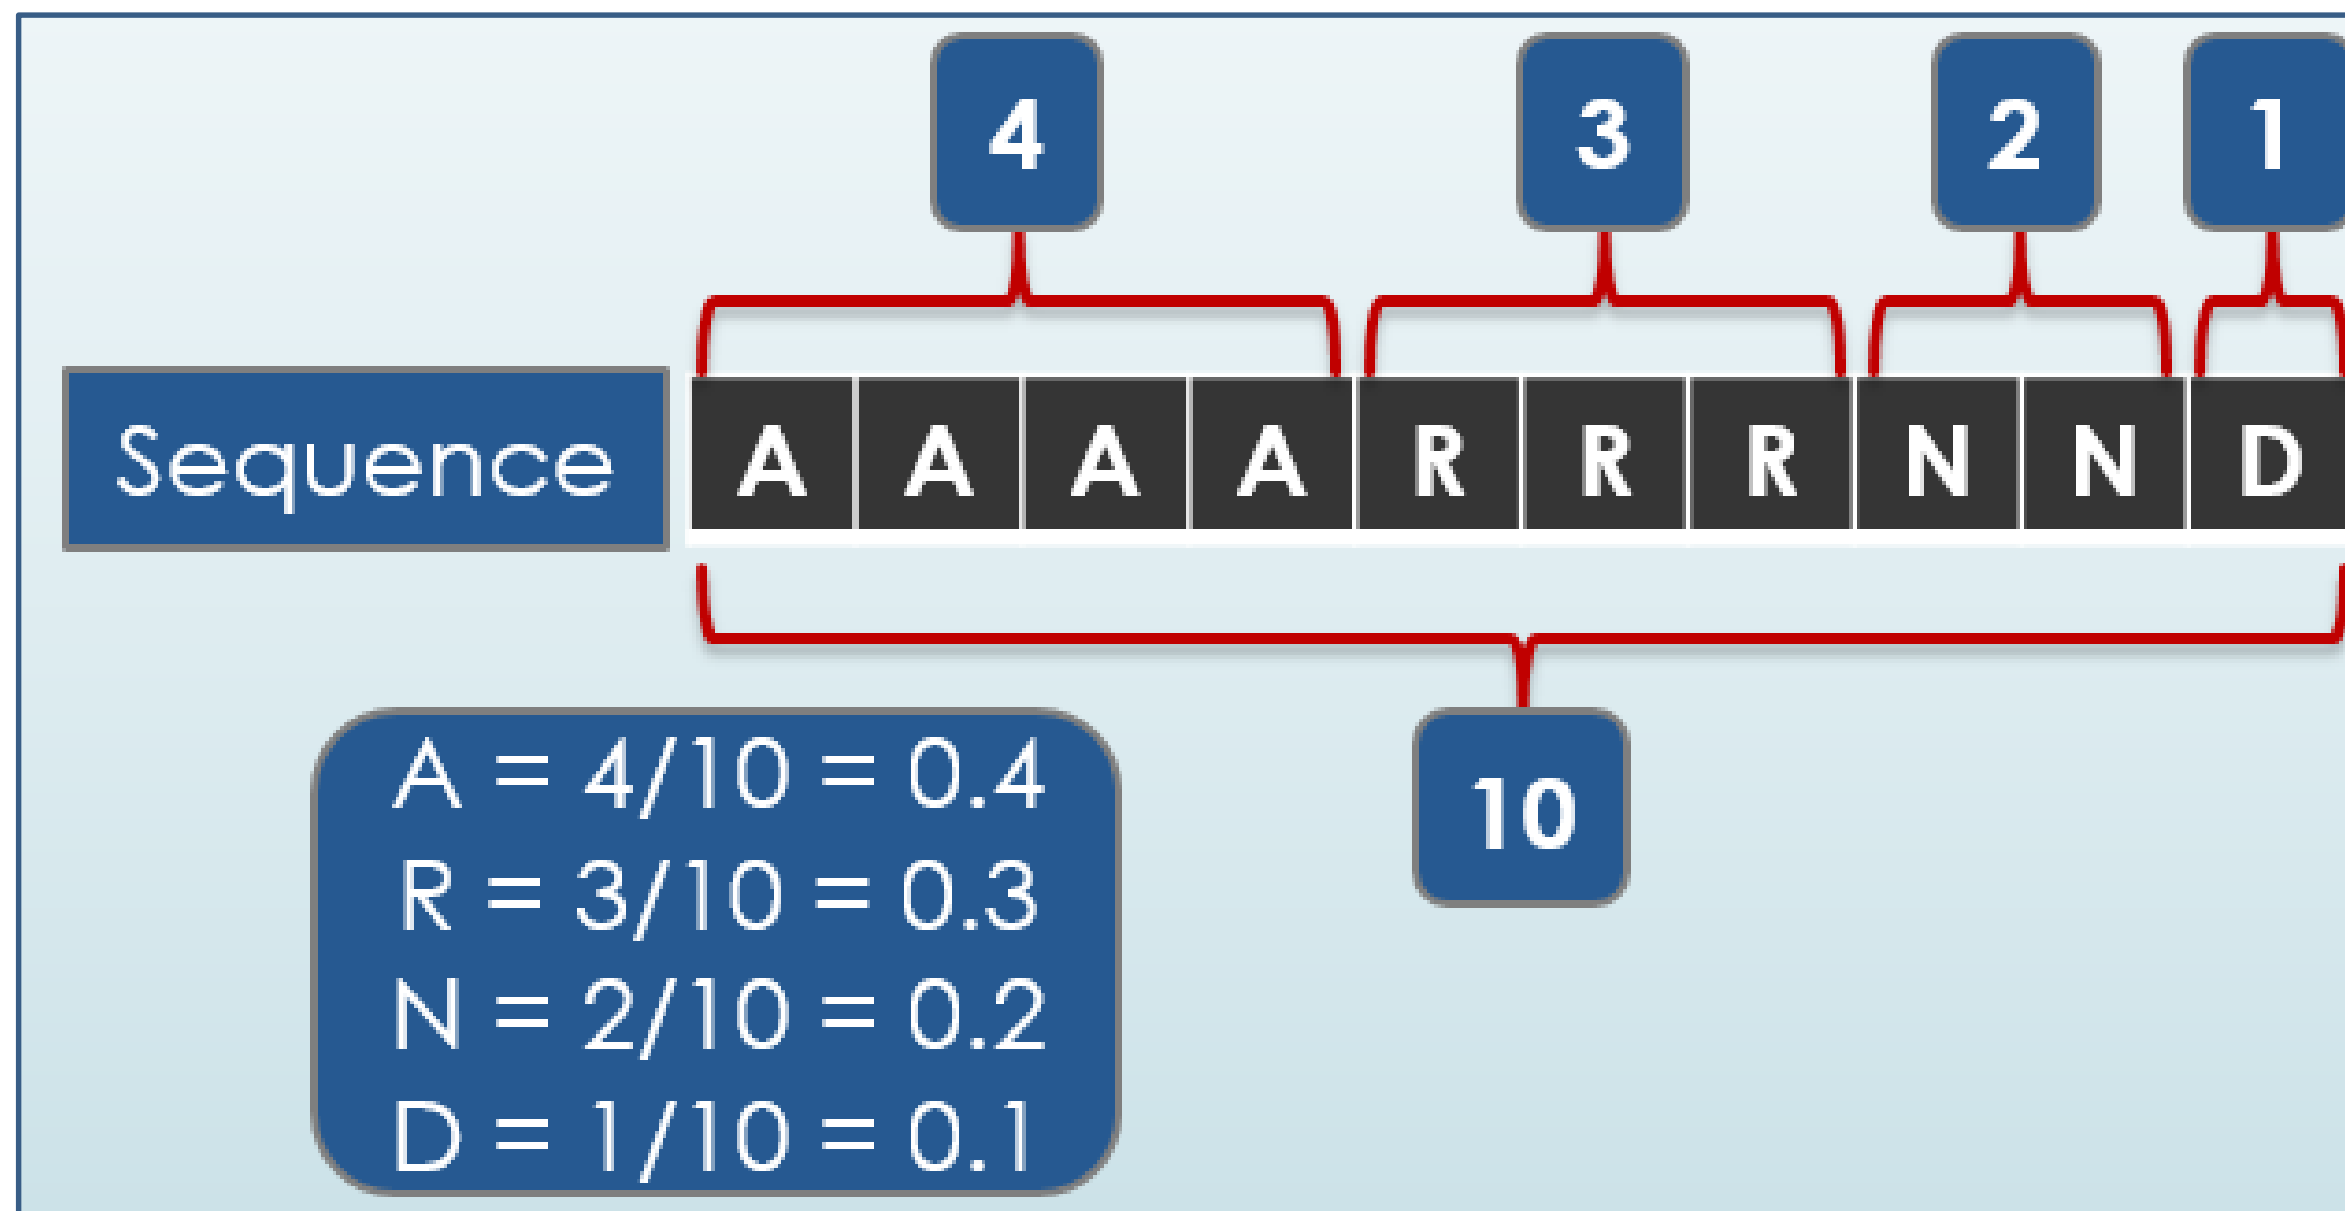 4 3 2 1
Sequence A A A A R R R N N D
A = 4/10 = 0.4
R = 3/10 = 0.3
N = 2/10 = 0.2
D = 1/10 = 0.1
10